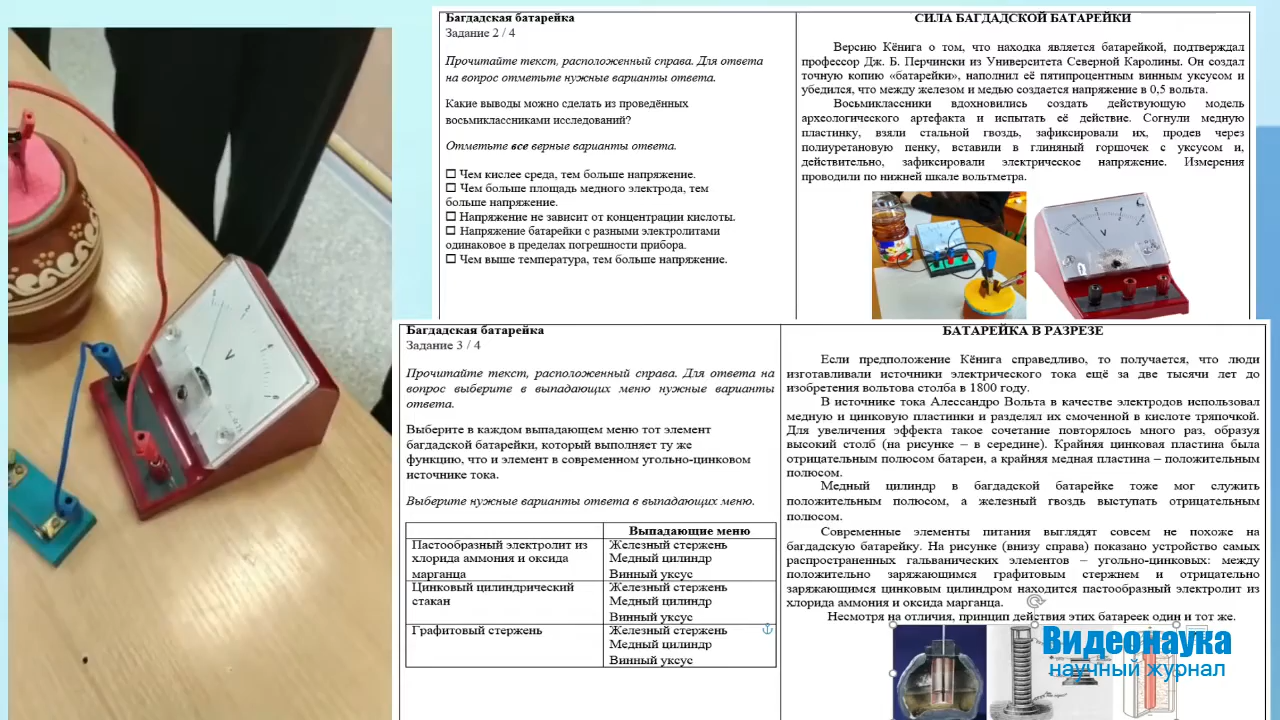 Багдадская батарейка
Задание 2 / 4
Прочитайте текст, расположенный справа. Для ответа
на вопрос отметьте нужные варианты ответа.
Какие выводы можно сделать из проведённых
восьмиклассниками исследований?
Отметьте все верные варианты ответа.
Чем кислее среда, тем больше напряжение.
Чем больше площадь медного электрода, тем
больше напряжение.
Напряжение не зависит от концентрации кислоты.
Напряжение батарейки с разными электролитами
одинаковое в пределах погрешности прибора.
Чем выше температура, тем больше напряжение.
СИЛА БАГДАДСКОЙ БАТАРЕЙКИ
Версию Кёнига о том, что находка является батарейкой, подтверждал
профессор Дж. Б. Перчински из Университета Северной Каролины. Он создал
точную копию «батарейки», наполнил её пятипроцентным винным уксусом и
убедился, что между железом и медью создается напряжение в 0,5 вольта.
Восьмиклассники вдохновились создать действующую модель
археологического артефакта и испытать её действие. Согнули медную
пластинку, взяли стальной гвоздь, зафиксировали их, продев через
полиуретановую пенку, вставили в глиняный горшочек с уксусом и,
действительно, зафиксировали электрическое напряжение. Измерения
проводили по нижней шкале вольтметра.
V
V
Багдадская батарейка
Задание 3 / 4
Прочитайте текст, расположенный справа. Для ответа на
вопрос выберите в выпадающих меню нужные варианты
ответа.
Выберите в каждом выпадающем меню тот элемент
багдадской батарейки, который выполняет ту же
функцию, что и элемент в современном угольно-цинковом
источнике тока.
Выберите нужные варианты ответа в выпадающих меню.
Выпадающие меню
Пастообразный электролит из
хлорида аммония и оксида
марганца
Железный стержень
Медный цилиндр
Винный уксус
Цинковый цилиндрический
стакан
Железный стержень
Медный цилиндр
Винный уксус
Графитовый стержень
Железный стержень
Медный цилиндр
Винный уксус
БАТАРЕЙКА В РАЗРЕЗЕ
Если предположение Кёнига справедливо, то получается, что люди
изготавливали источники электрического тока ещё за две тысячи лет до
изобретения вольтова столба в 1800 году.
В источнике тока Алессандро Вольта в качестве электродов использовал
медную и цинковую пластинки и разделял их смоченной в кислоте тряпочкой.
Для увеличения эффекта такое сочетание повторялось много раз, образуя
высокий столб (на рисунке – в середине). Крайняя цинковая пластина была
отрицательным полюсом батареи, а крайняя медная пластина – положительным
полюсом.
Медный цилиндр в багдадской батарейке тоже мог служить
положительным полюсом, а железный гвоздь выступать отрицательным
полюсом.
Современные элементы питания выглядят совсем не похоже на
багдадскую батарейку. На рисунке (внизу справа) показано устройство самых
распространенных гальванических элементов – угольно-цинковых: между
положительно заряжающимся графитовым стержнем и отрицательно
заряжающимся цинковым цилиндром находится пастообразный электролит из
хлорида аммония и оксида марганца.
Несмотря на отличия, принцип действия этих батареек один и тот же.
Видеонаука
научный журнал